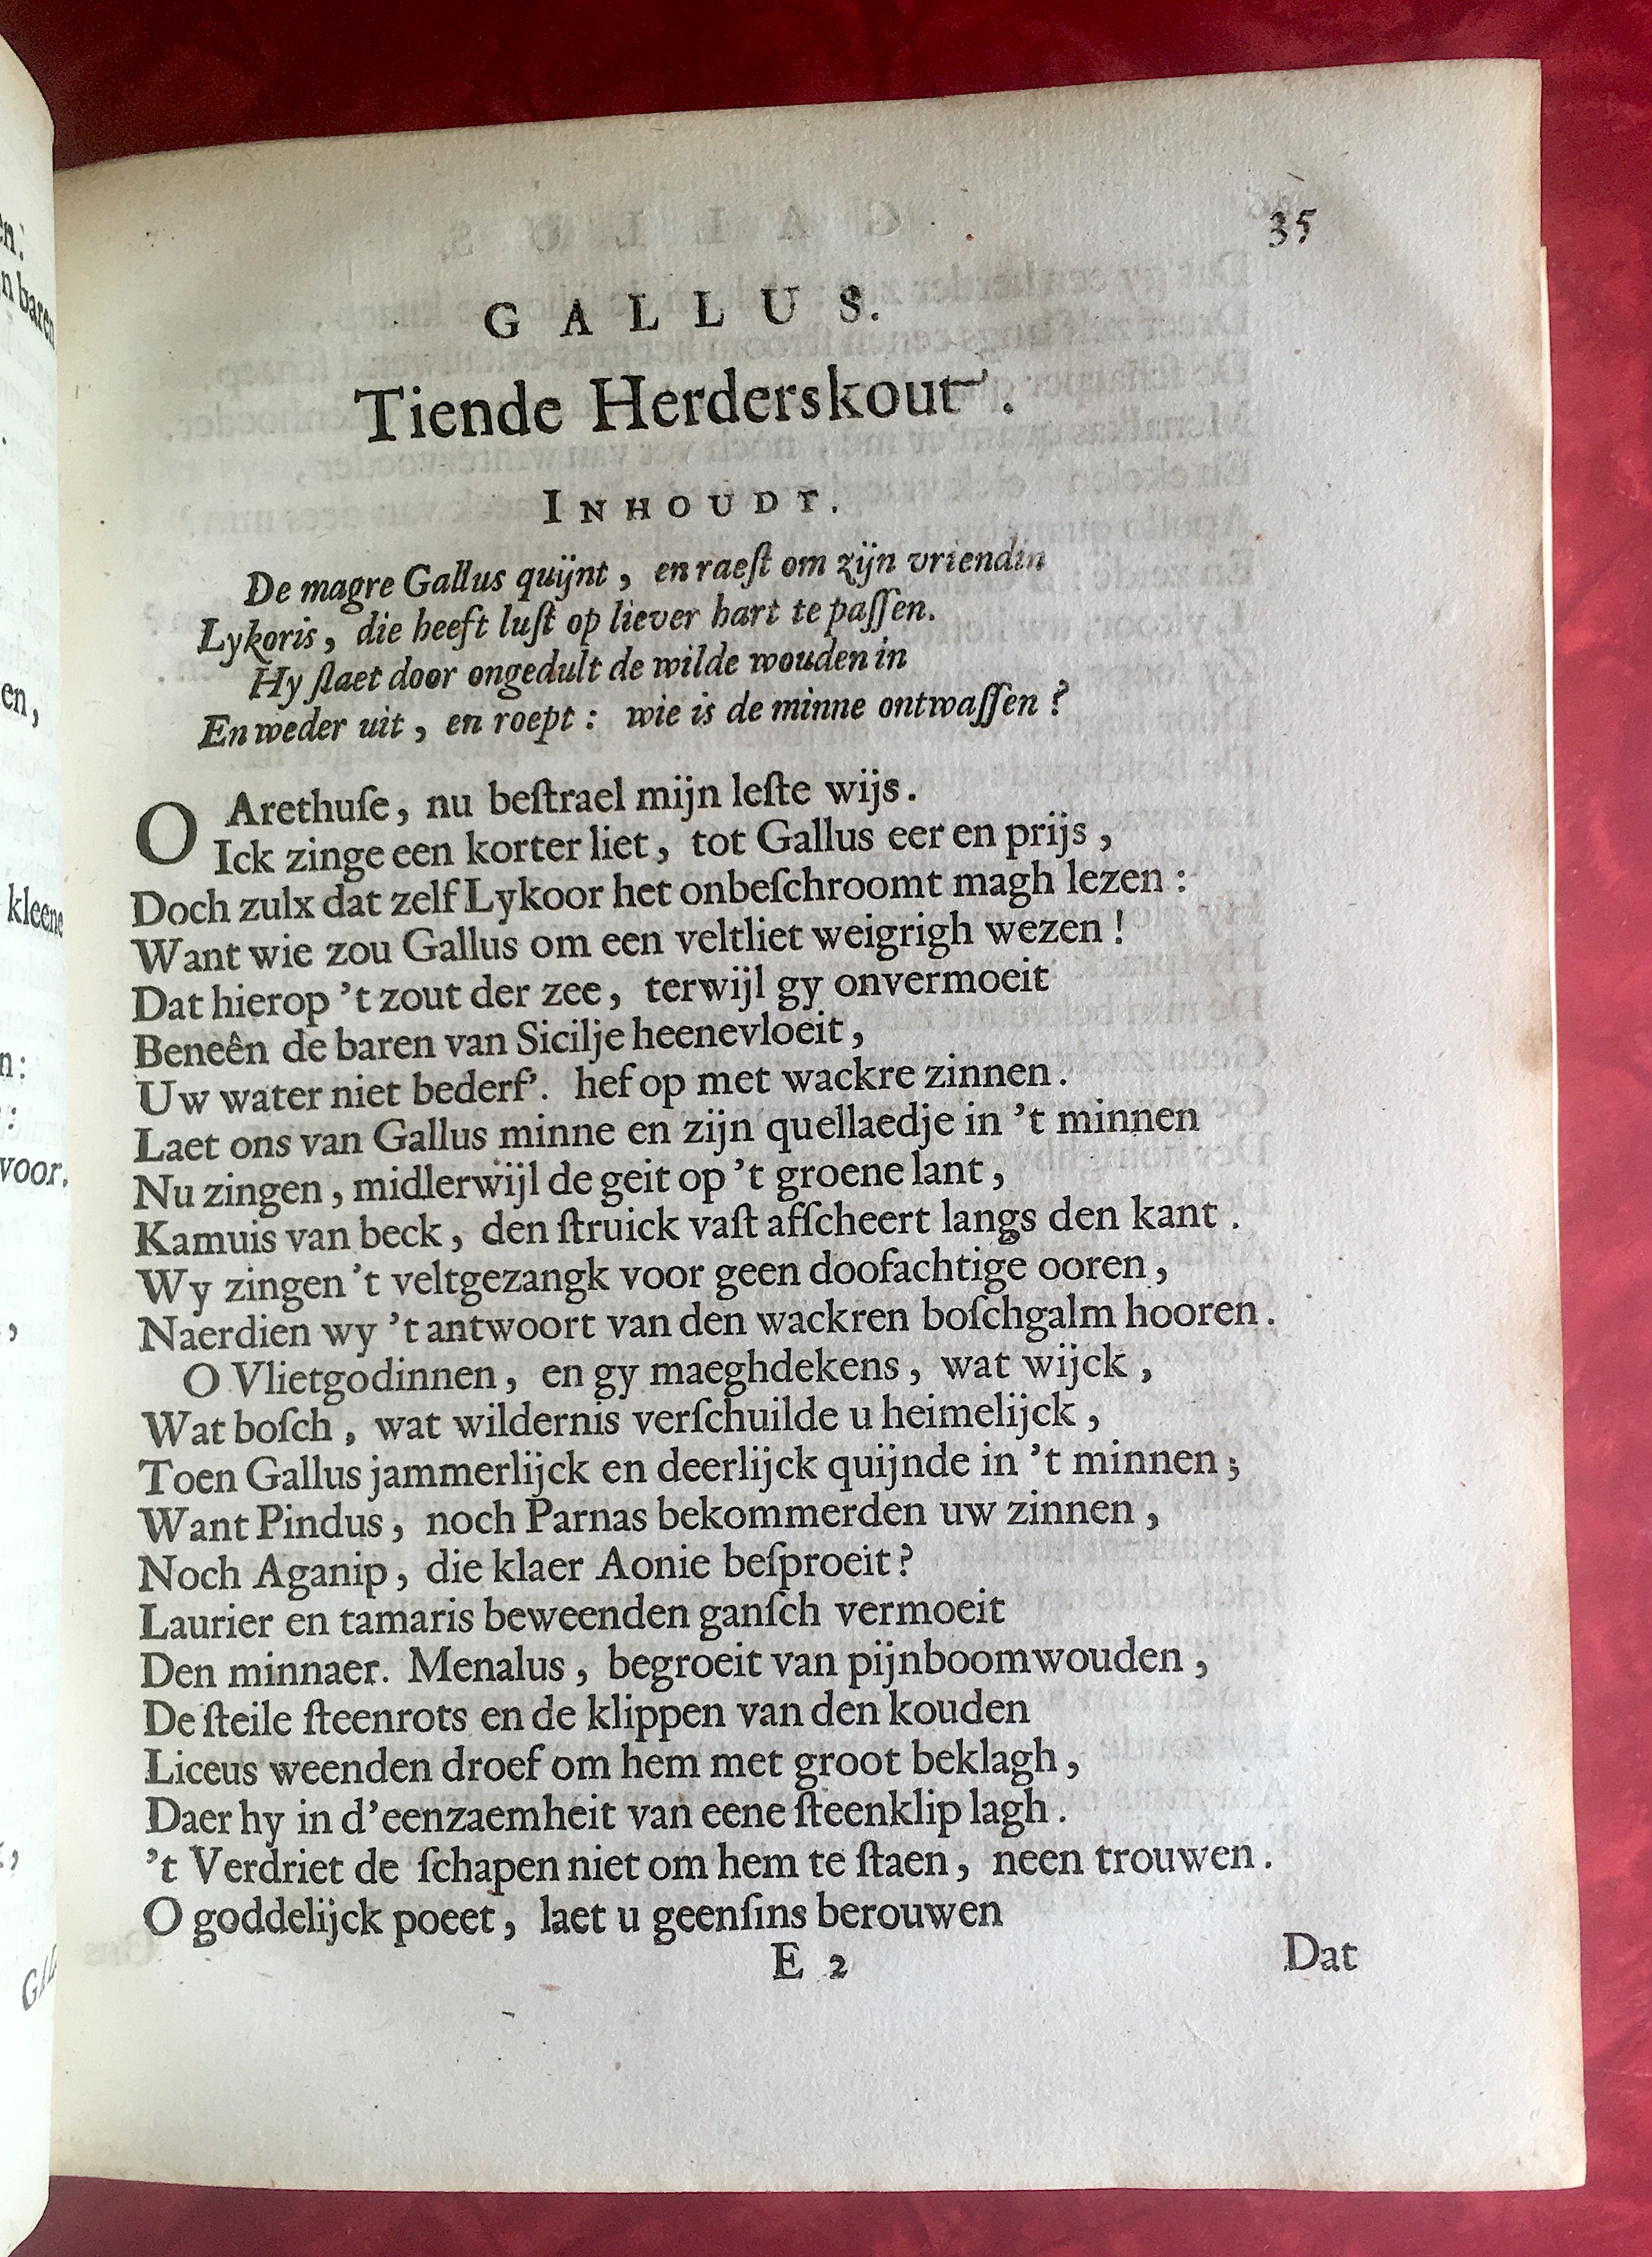 35
GALLUS.
Tiende Herderskout.
INHOUDT.
De magre Gallus quijnt, en raeſt om zijn vriendin
Lykoris, die heeft luſt op liever hart te paſſen.
Hy ſlaet door ongedult de wilde wouden in
En weder uit, en roept: wie is de minne ontwaſſen?
O Arethuſe, nu beſtrael mijn leſte wijs.
Ick zinge een korter liet, tot Gallus eer en prijs,
Doch zulx dat zelf Lykoor het onbeſchroomt magh lezen:
Want wie zou Gallus om een veltliet weigrigh wezen!
Dat hierop 't zout der zee, terwijl gy onvermoeit
Beneên de baren van Sicilje heenevloeit,
Uw water niet bederf'. hef op met wackre zinnen.
Laet ons van Gallus minne en zijn quellaedje in 't minnen
Nu zingen, midlerwijl de geit op 't groene lant,
Kamuis van beck, den ſtruick vaſt afſcheert langs den kant.
Wy zingen 't veltgezangk voor geen doofachtige ooren,
Naerdien wy 't antwoort van den wackren boſchgalm hooren.
O Vlietgodinnen, en gy maeghdekens, wat wijck,
Wat boſch, wat wildernis verſchuilde u heimelijck,
Toen Gallus jammerlijck en deerlijck quijnde in 't minnen;
Want Pindus, noch Parnas bekommerden uw zinnen,
Noch Aganip, die klaer Aonie beſproeit?
Laurier en tamaris beweenden ganſch vermoeit
Den minnaer. Menalus, begroeit van pijnboomwouden,
De ſteile ſteenrots en de klippen van den kouden
Liceus weenden droef om hem met groot beklagh,
Daer hy in d'eenzaemheit van eene ſteenklip lagh.
't Verdriet de ſchapen niet om hem te ſtaen, neen trouwen.
O goddelijck poeet, laet u geenſins berouwen
E 2
Dat
baren
en,
kleene
voor.